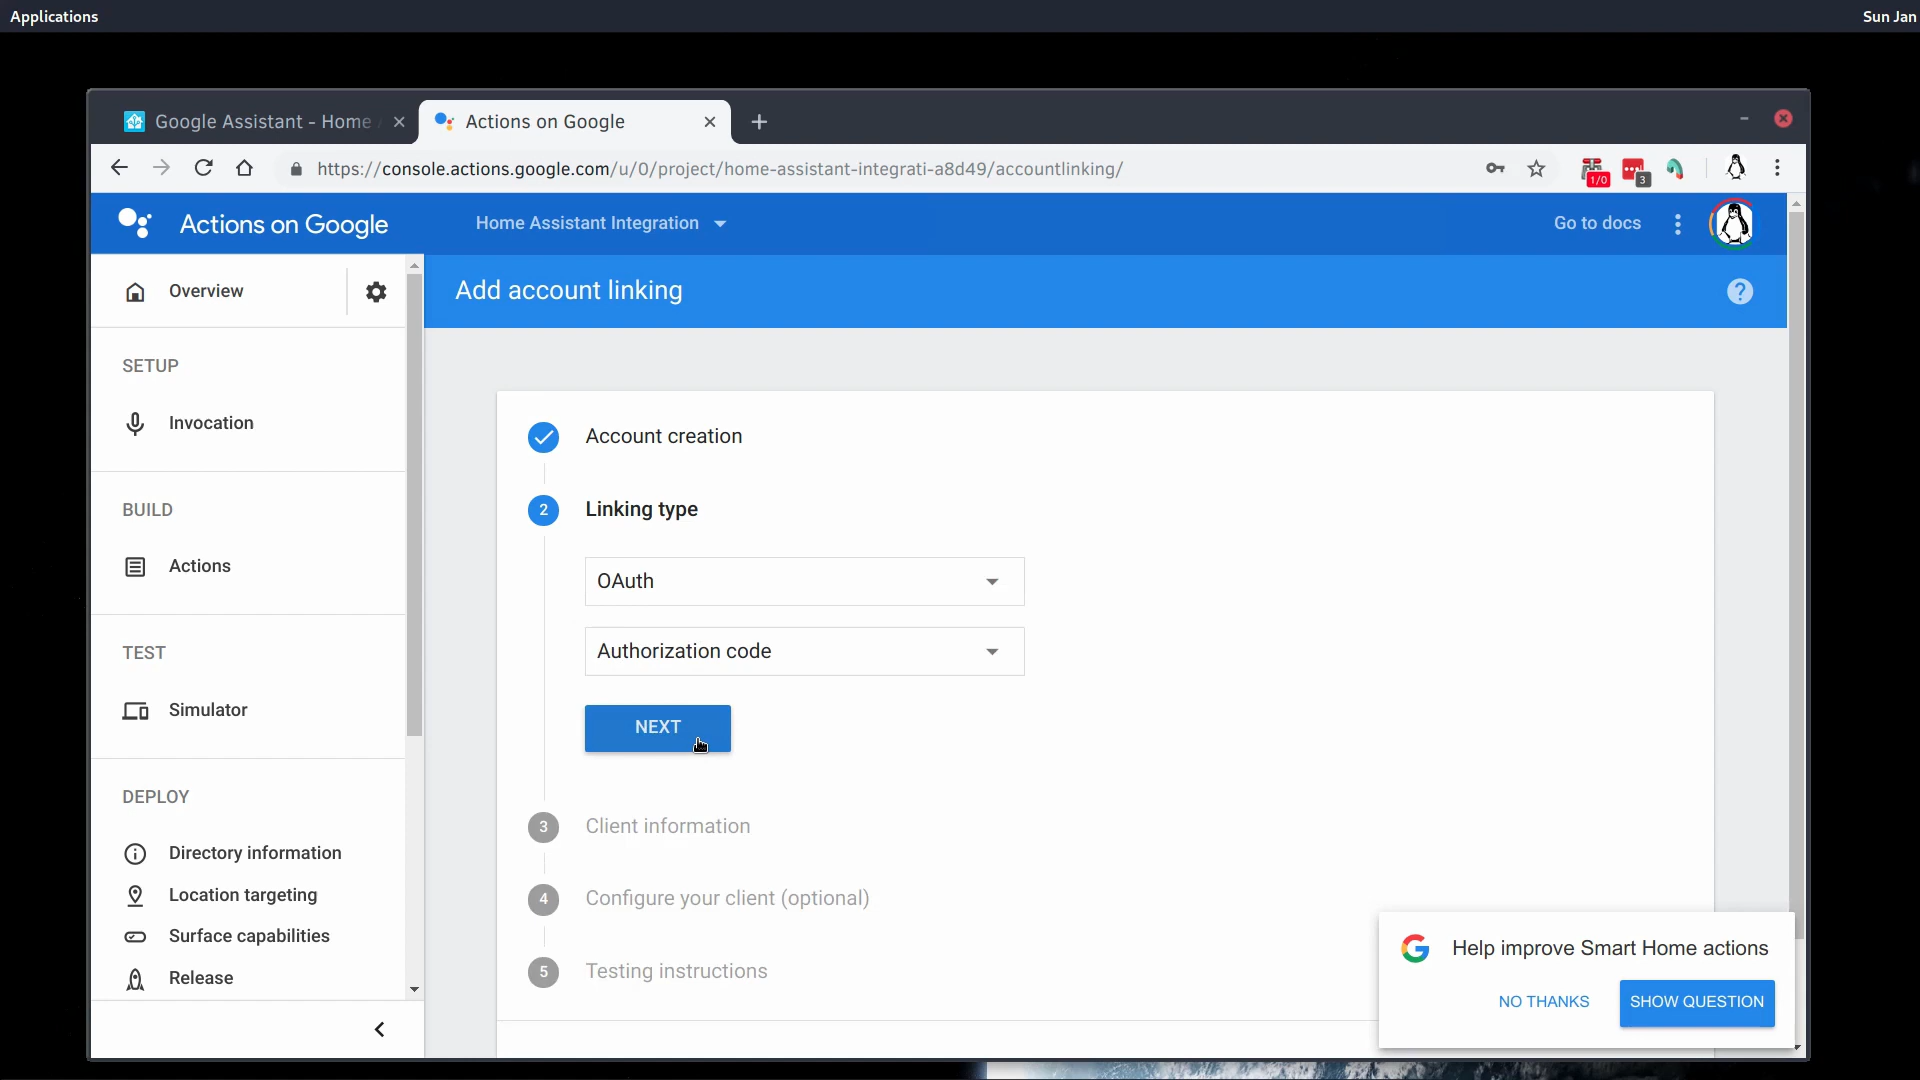 Applications
Sun Jan
Google Assistant - Home
Actions on Google
https://console.actions.google.com/u/0/project/home-assistant-integrati-a8d49/accountlinking/
1/0
3
Actions on Google
Home Assistant Integration
Go to docs
Overview
Add account linking
?
SETUP
Invocation
BUILD
Actions
TEST
Simulator
DEPLOY
Directory information
Location targeting
Surface capabilities
Release
Account creation
2 Linking type
OAuth
Authorization code
NEXT
3 Client information
4 Configure your client (optional)
5 Testing instructions
Help improve Smart Home actions
NO THANKS
SHOW QUESTION